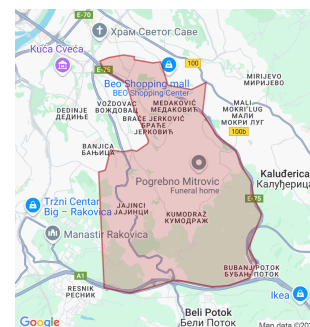 E-70
Храм Светог Саве
Kuća Cveća
E-75
100
Beo Shopping mall
BEO Shopping Center
MIRIJEVO
МИРИЈЕВО
VOŽDOVAC
ВОЖДОВАЦ
MEDAKOVIĆ
МЕДАКОВИЋ
MALI
MOKRI LUG
МАЛИ
МОКРИ ЛУГ
DEDINJE
ДЕДИЊЕ
BRAĆE JERKOVIĆ
БРАЋЕ
ЈЕРКОВИЋ
100b
BANJICA
БАЊИЦА
Pogrebno Mitrovic
Funeral home
Kaluđerica
Калуђерица
E-75
Tržni Centar
Big – Rakovica
JAJINCI
ЈАЈИНЦИ
KUMODRAŽ
КУМОДРАЖ
Manastir Rakovica
A1
BUBANJ POTOK
БУБАЊ ПОТОК
RESNIK
РЕСНИК
Ikea
Beli Potok
Бели Поток
Google
Map data ©20